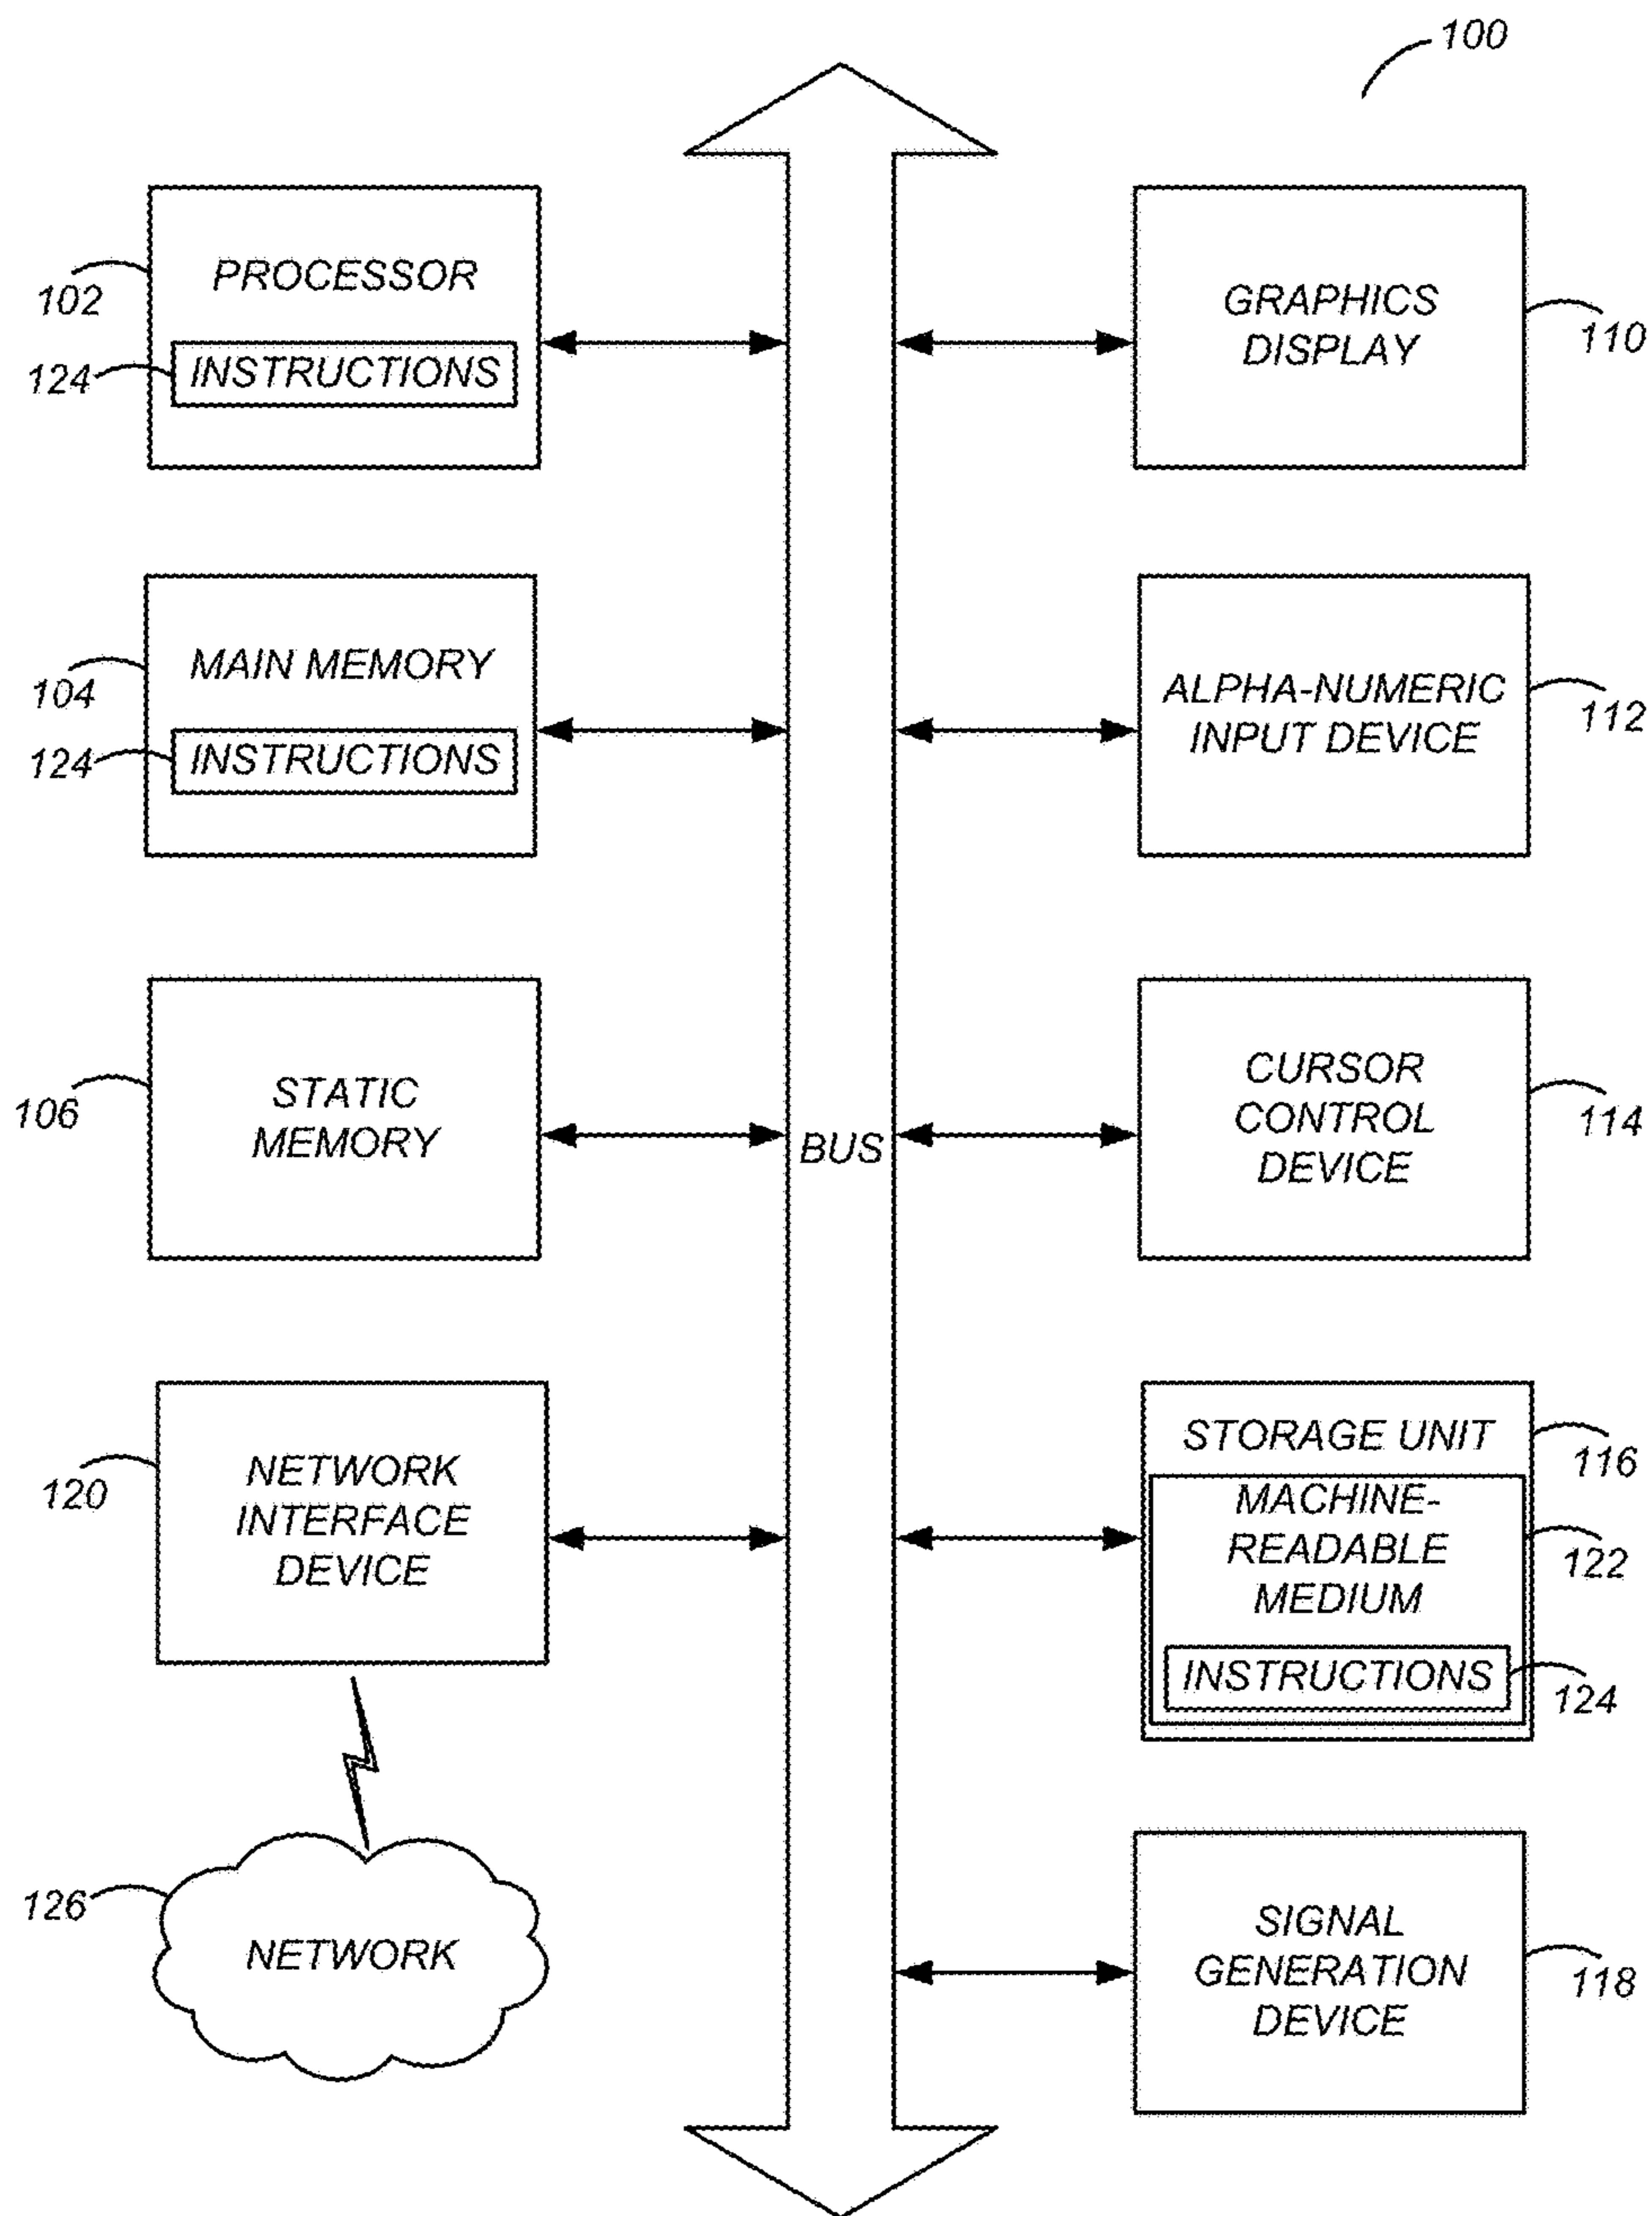 100
PROCESSOR
102
124
INSTRUCTIONS
GRAPHICS
DISPLAY
110
MAIN MEMORY
104
124
INSTRUCTIONS
ALPHA-NUMERIC
INPUT DEVICE
112
STATIC
MEMORY
106
BUS
CURSOR
CONTROL
DEVICE
114
NETWORK
INTERFACE
DEVICE
120
STORAGE UNIT
116
MACHINE-
READABLE
MEDIUM
122
INSTRUCTIONS
124
126
NETWORK
SIGNAL
GENERATION
DEVICE
118